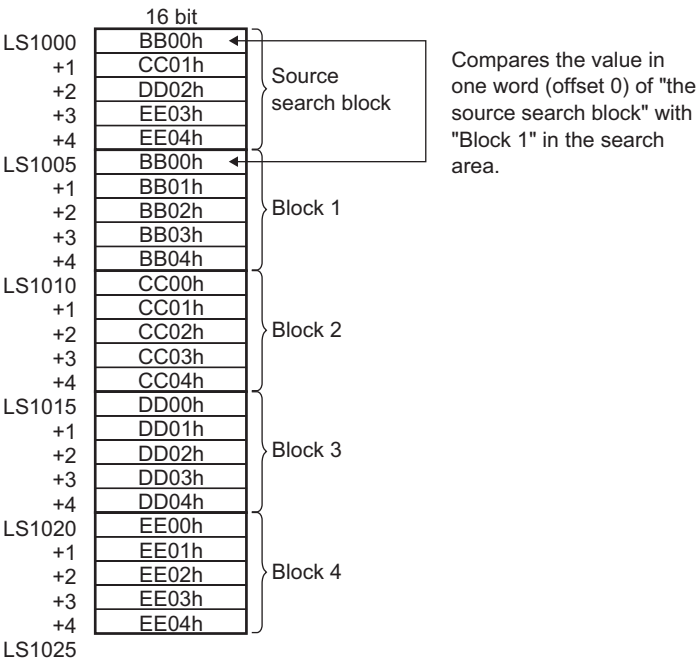 16 bit
LS1000 BB00h
+1 CC01h
+2 DD02h
+3 EE03h
+4 EE04h
Source
search block
LS1005 BB00h
+1 BB01h
+2 BB02h
+3 BB03h
+4 BB04h
Block 1
LS1010 CC00h
+1 CC01h
+2 CC02h
+3 CC03h
+4 CC04h
Block 2
LS1015 DD00h
+1 DD01h
+2 DD02h
+3 DD03h
+4 DD04h
Block 3
LS1020 EE00h
+1 EE01h
+2 EE02h
+3 EE03h
+4 EE04h
Block 4
LS1025
Compares the value in
one word (offset 0) of "the
source search block" with
"Block 1" in the search
area.